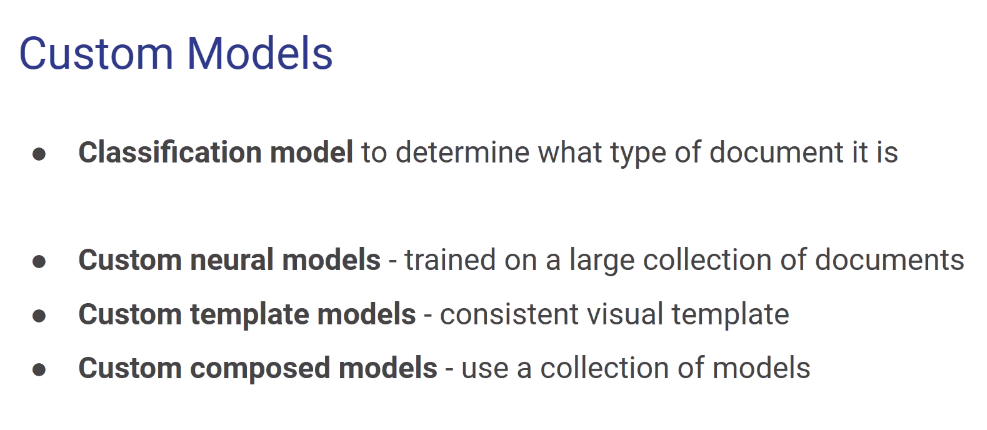 Custom Models
● Classification model to determine what type of document it is
● Custom neural models - trained on a large collection of documents
● Custom template models - consistent visual template
● Custom composed models - use a collection of models